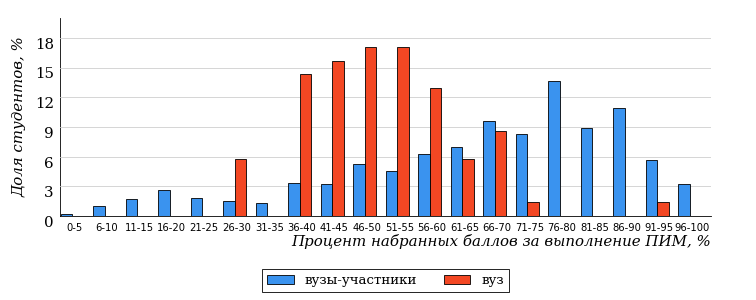 Доля студентов, %
18
15
12
9
6
3
0
0-5 6-10 11-15 16-20 21-25 26-30 31-35 36-40 41-45 46-50 51-55 56-60 61-65 66-70 71-75 76-80 81-85 86-90 91-95 96-100
Процент набранных баллов за выполнение ПИМ, %
вузы-участники вуз